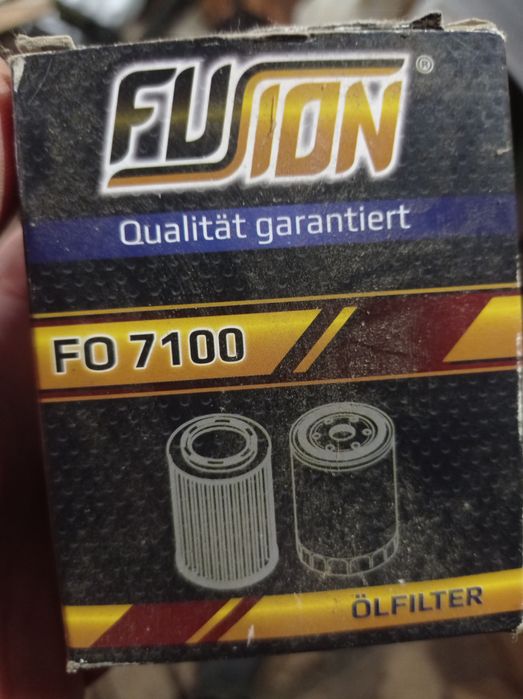 FUSION ®
Qualität garantiert
FO 7100
ÖLFILTER